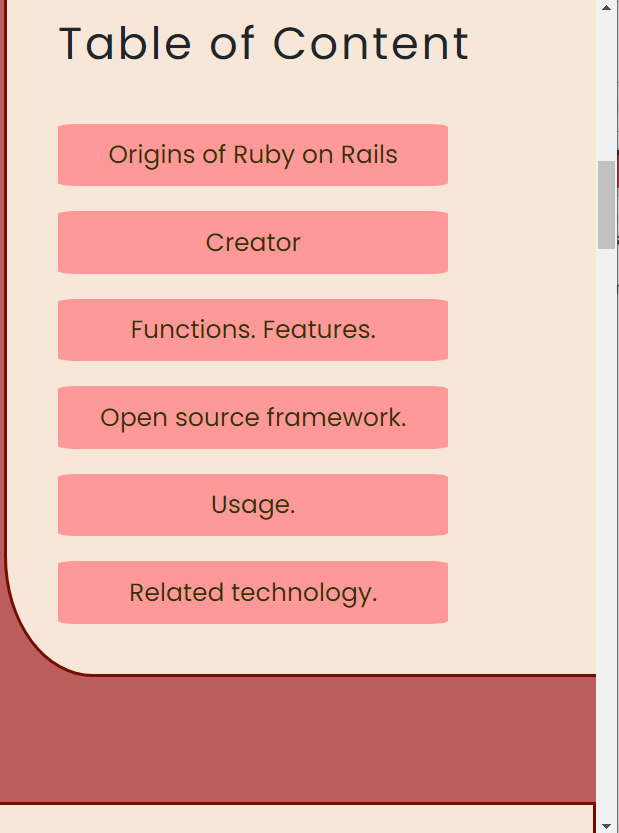 Table of Content
Origins of Ruby on Rails
Creator
Functions. Features.
Open source framework.
Usage.
Related technology.